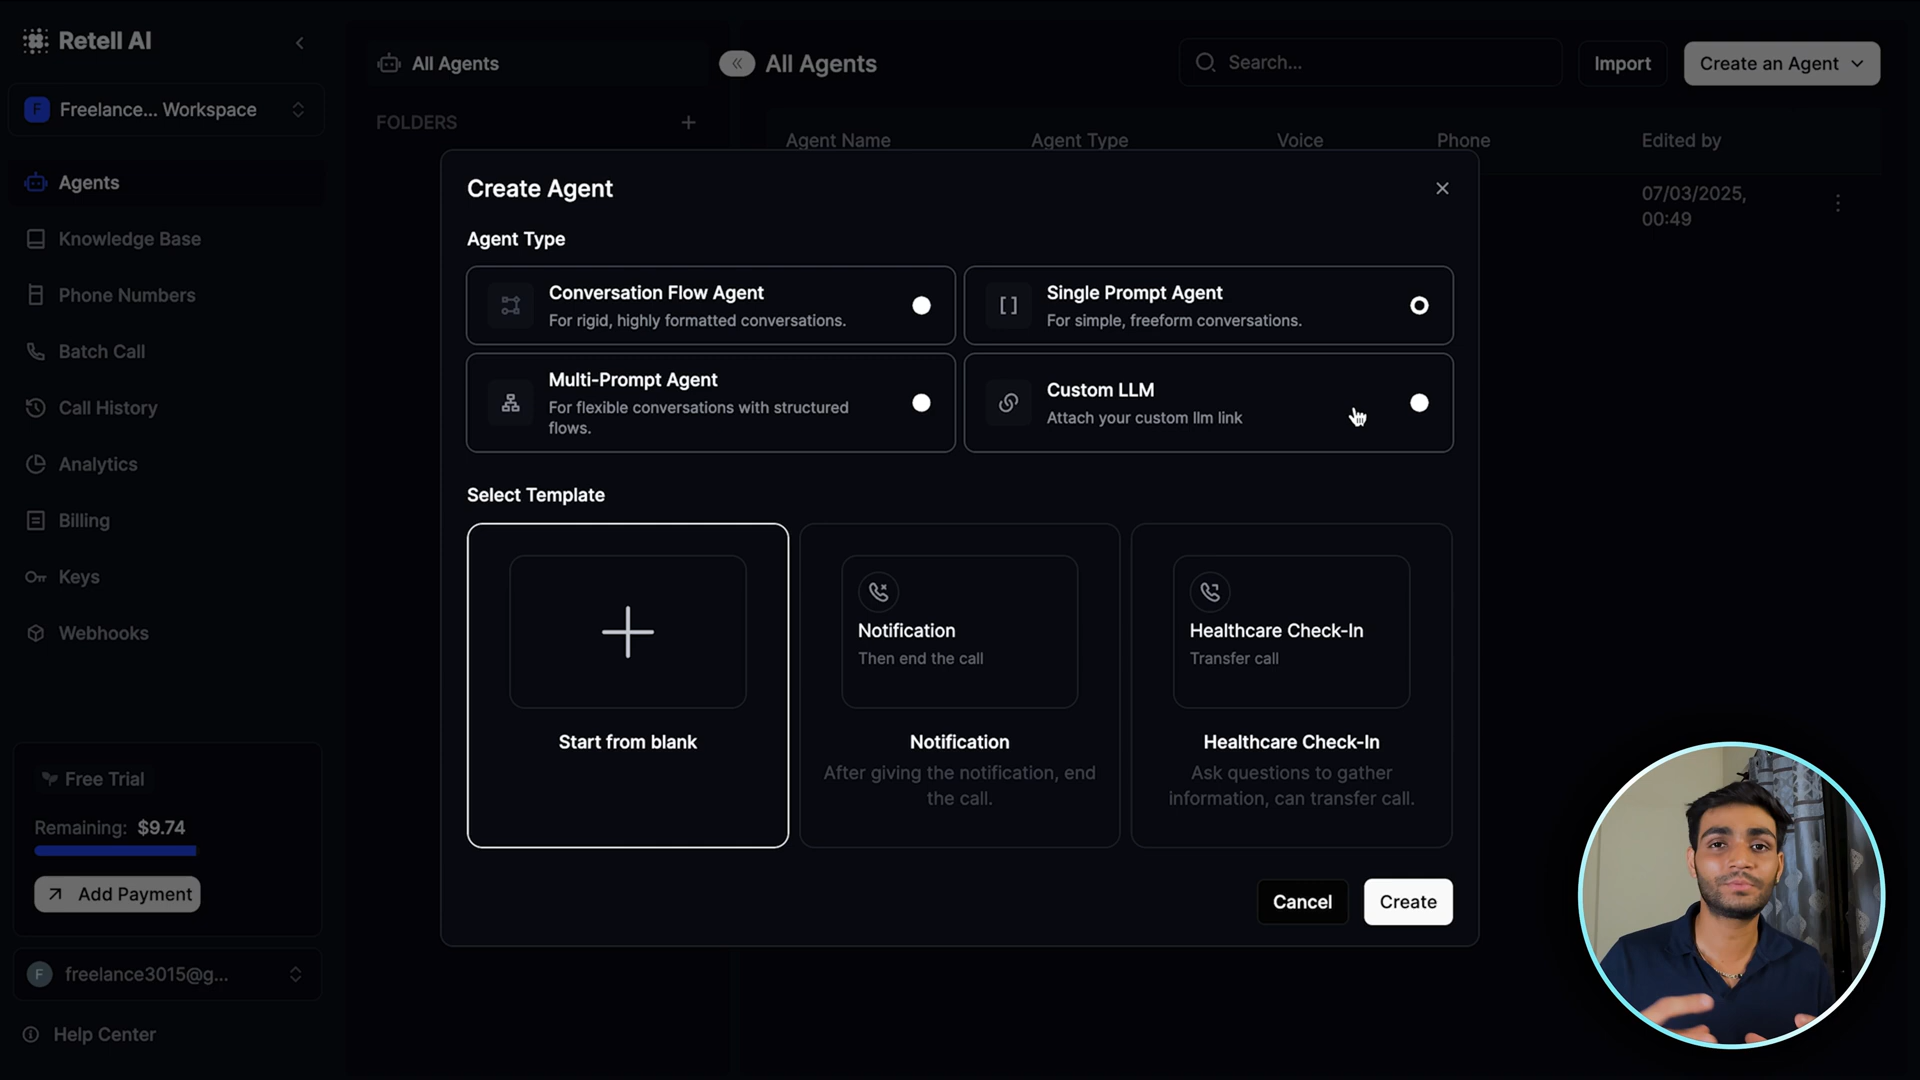 Retell AI
Freelance... Workspace
Agents
Knowledge Base
Phone Numbers
Batch Call
Call History
Analytics
Billing
Keys
Webhooks
Free Trial
Remaining: $9.74
Add Payment
F
freelance3015@g...
Help Center
All Agents
FOLDERS
All Agents
Search...
Import
Create an Agent
Agent Name
Agent Type
Voice
Phone
Edited by
07/03/2025,
00:49
Create Agent
Agent Type
Conversation Flow Agent
For rigid, highly formatted conversations.
Single Prompt Agent
For simple, freeform conversations.
Multi-Prompt Agent
For flexible conversations with structured
flows.
Custom LLM
Attach your custom llm link
Select Template
Start from blank
Notification
Then end the call
Notification
After giving the notification, end
the call.
Healthcare Check-In
Transfer call
Healthcare Check-In
Ask questions to gather
information, can transfer call.
Cancel
Create